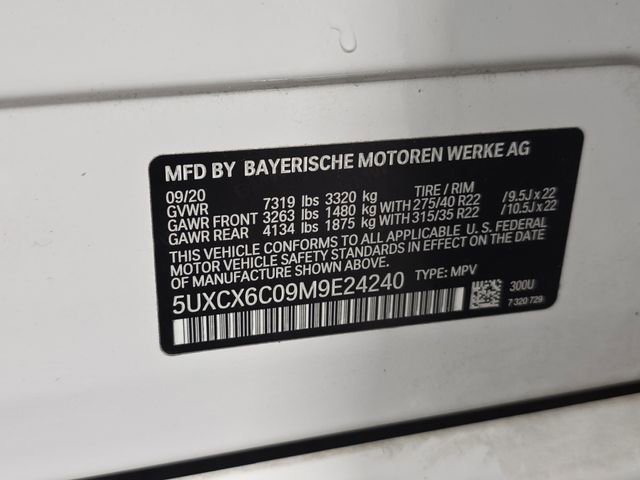 MFD BY BAYERISCHE MOTOREN WERKE AG
09/20 TIRE / RIM
GVWR 7319 lbs 3320 kg
GAWR FRONT 3263 lbs 1480 kg WITH 275/40 R22 /9.5J x 22
GAWR REAR 4134 lbs 1875 kg WITH 315/35 R22 /10.5J x 22
THIS VEHICLE CONFORMS TO ALL APPLICABLE U. S. FEDERAL
MOTOR VEHICLE SAFETY STANDARDS IN EFFECT ON THE DATE
OF MANUFACTURE SHOWN ABOVE.
5UXCX6C09M9E24240 TYPE: MPV
300U
7 320 729